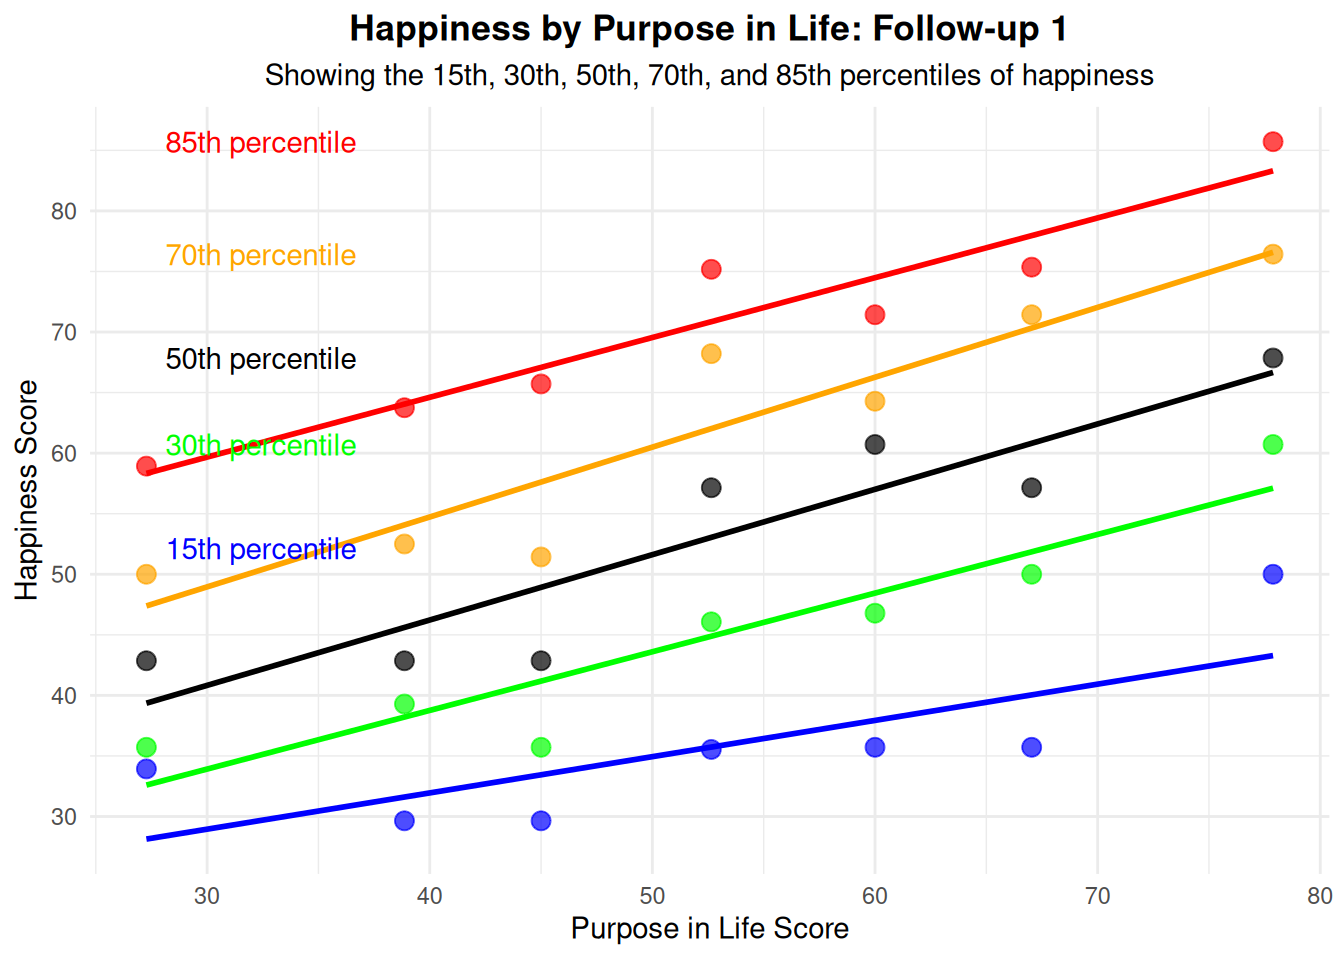 Happiness by Purpose in Life: Follow-up 1
Showing the 15th, 30th, 50th, 70th, and 85th percentiles of happiness
85th percentile
70th percentile
50th percentile
30th percentile
15th percentile
Happiness Score
80
70
60
50
40
30
30 40 50 60 70 80
Purpose in Life Score